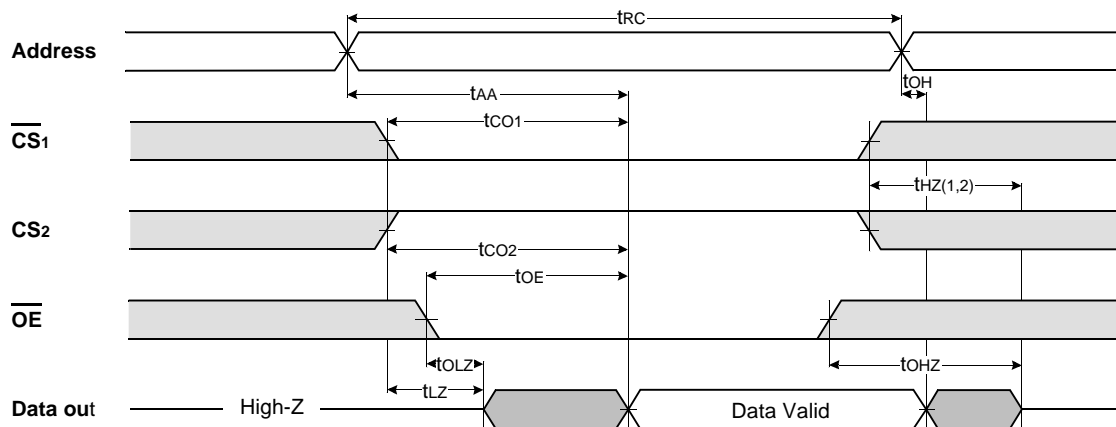 tRC
Address
tOH
tAA
tCO1
CS1
tHZ(1,2)
CS2
tCO2
tOE
OE
tOLZ
tOHZ
tLZ
Data out High-Z Data Valid